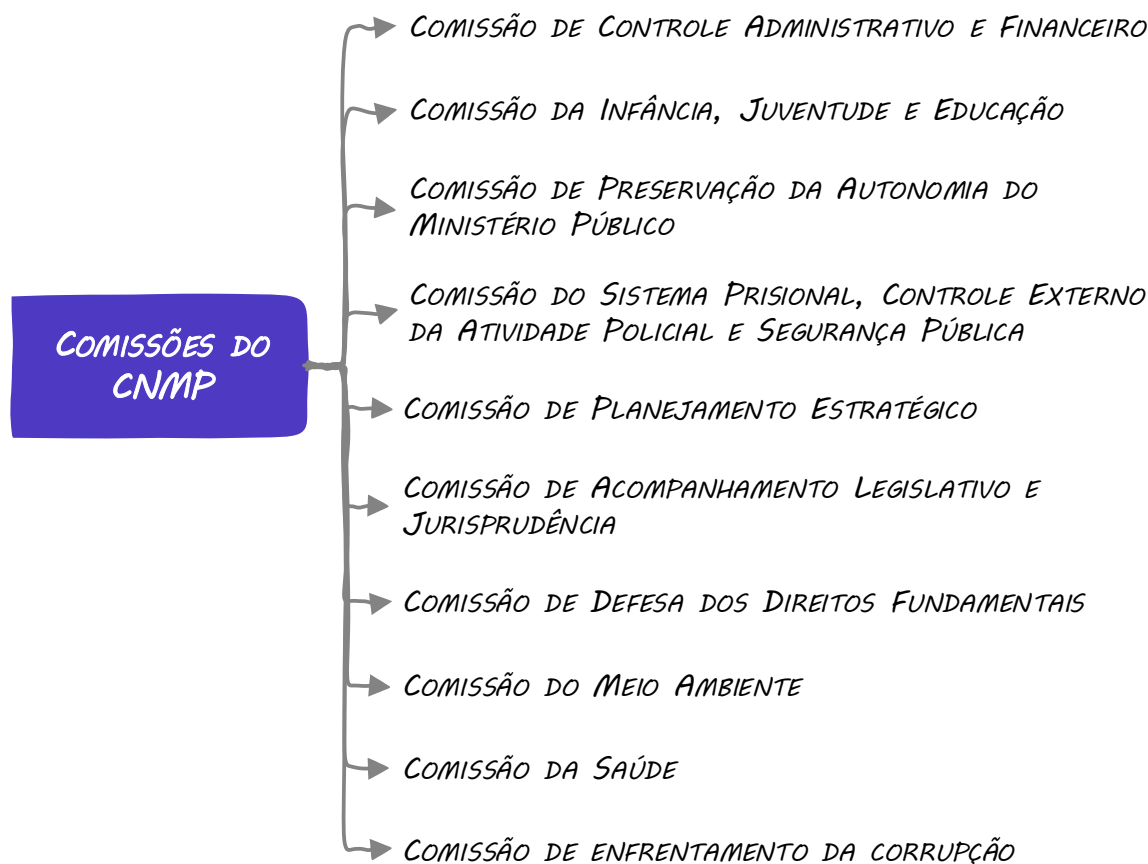 Comissão de Controle Administrativo e Financeiro
Comissão da Infância, Juventude e Educação
Comissão de Preservação da Autonomia do
Ministério Público
Comissão do Sistema Prisional, Controle Externo
da Atividade Policial e Segurança Pública
Comissões do
CNMP
Comissão de Planejamento Estratégico
Comissão de Acompanhamento Legislativo e
Jurisprudência
Comissão de Defesa dos Direitos Fundamentais
Comissão do Meio Ambiente
Comissão da Saúde
Comissão de enfrentamento da corrupção